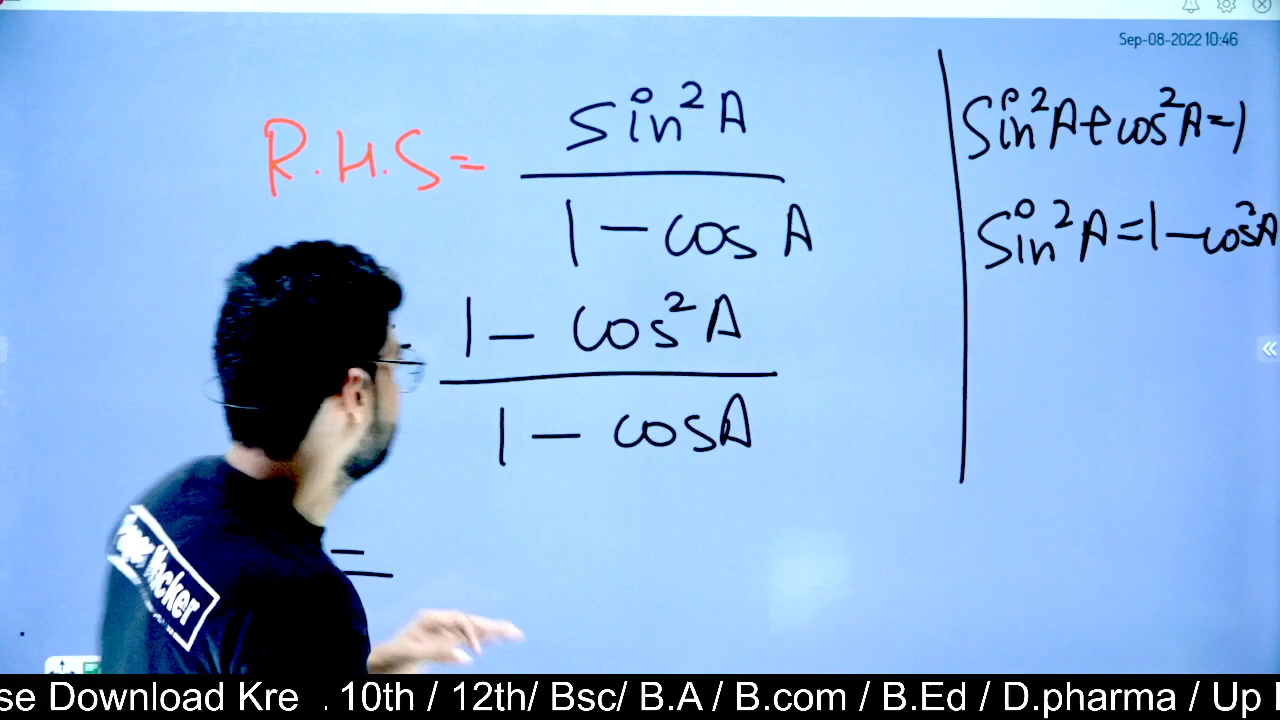 Sep-08-2022 10:46
R.H.S = sin²A
1 - cos A
1 - cos²A
1 - cosA
=
Sin²A + cos²A = 1
Sin²A = 1 - cos²A
Hacker
se Download Kre . 10th / 12th/ Bsc/ B.A / B.com / B.Ed / D.pharma / Up